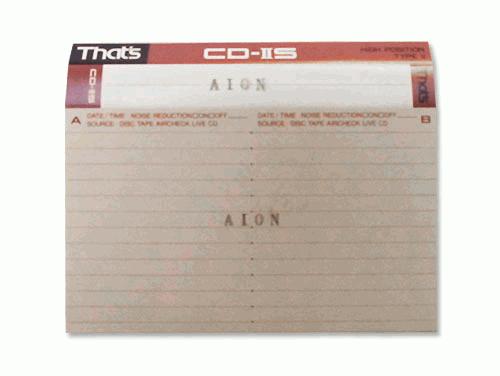 That's CD-IIS HIGH POSITION
TYPE II
CD-IIS AION That's
A DATE/TIME NOISE REDUCTION□ON□OFF DATE/TIME NOISE REDUCTION□ON□OFF B
SOURCE: DISC TAPE AIRCHECK LIVE CD SOURCE: DISC TAPE AIRCHECK LIVE CD
AION